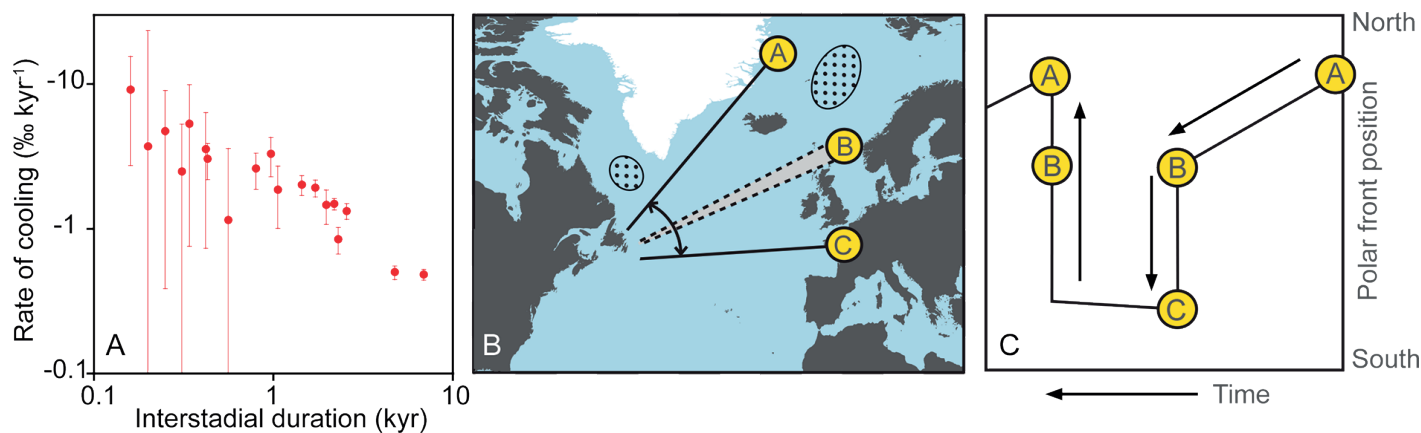 Rate of cooling (‰ kyr⁻¹)
-10
-1
-0.1
0.1
1
10
Interstadial duration (kyr)
A
A
B
C
B
A
B
A
B
C
C
North
Polar front position
South
Time